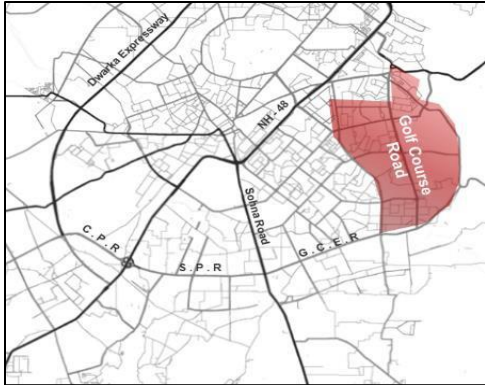 Dwarka Expressway
NH - 48
Golf Course
Road
Sohna Road
C. P. R
S. P. R
G. C. E. R